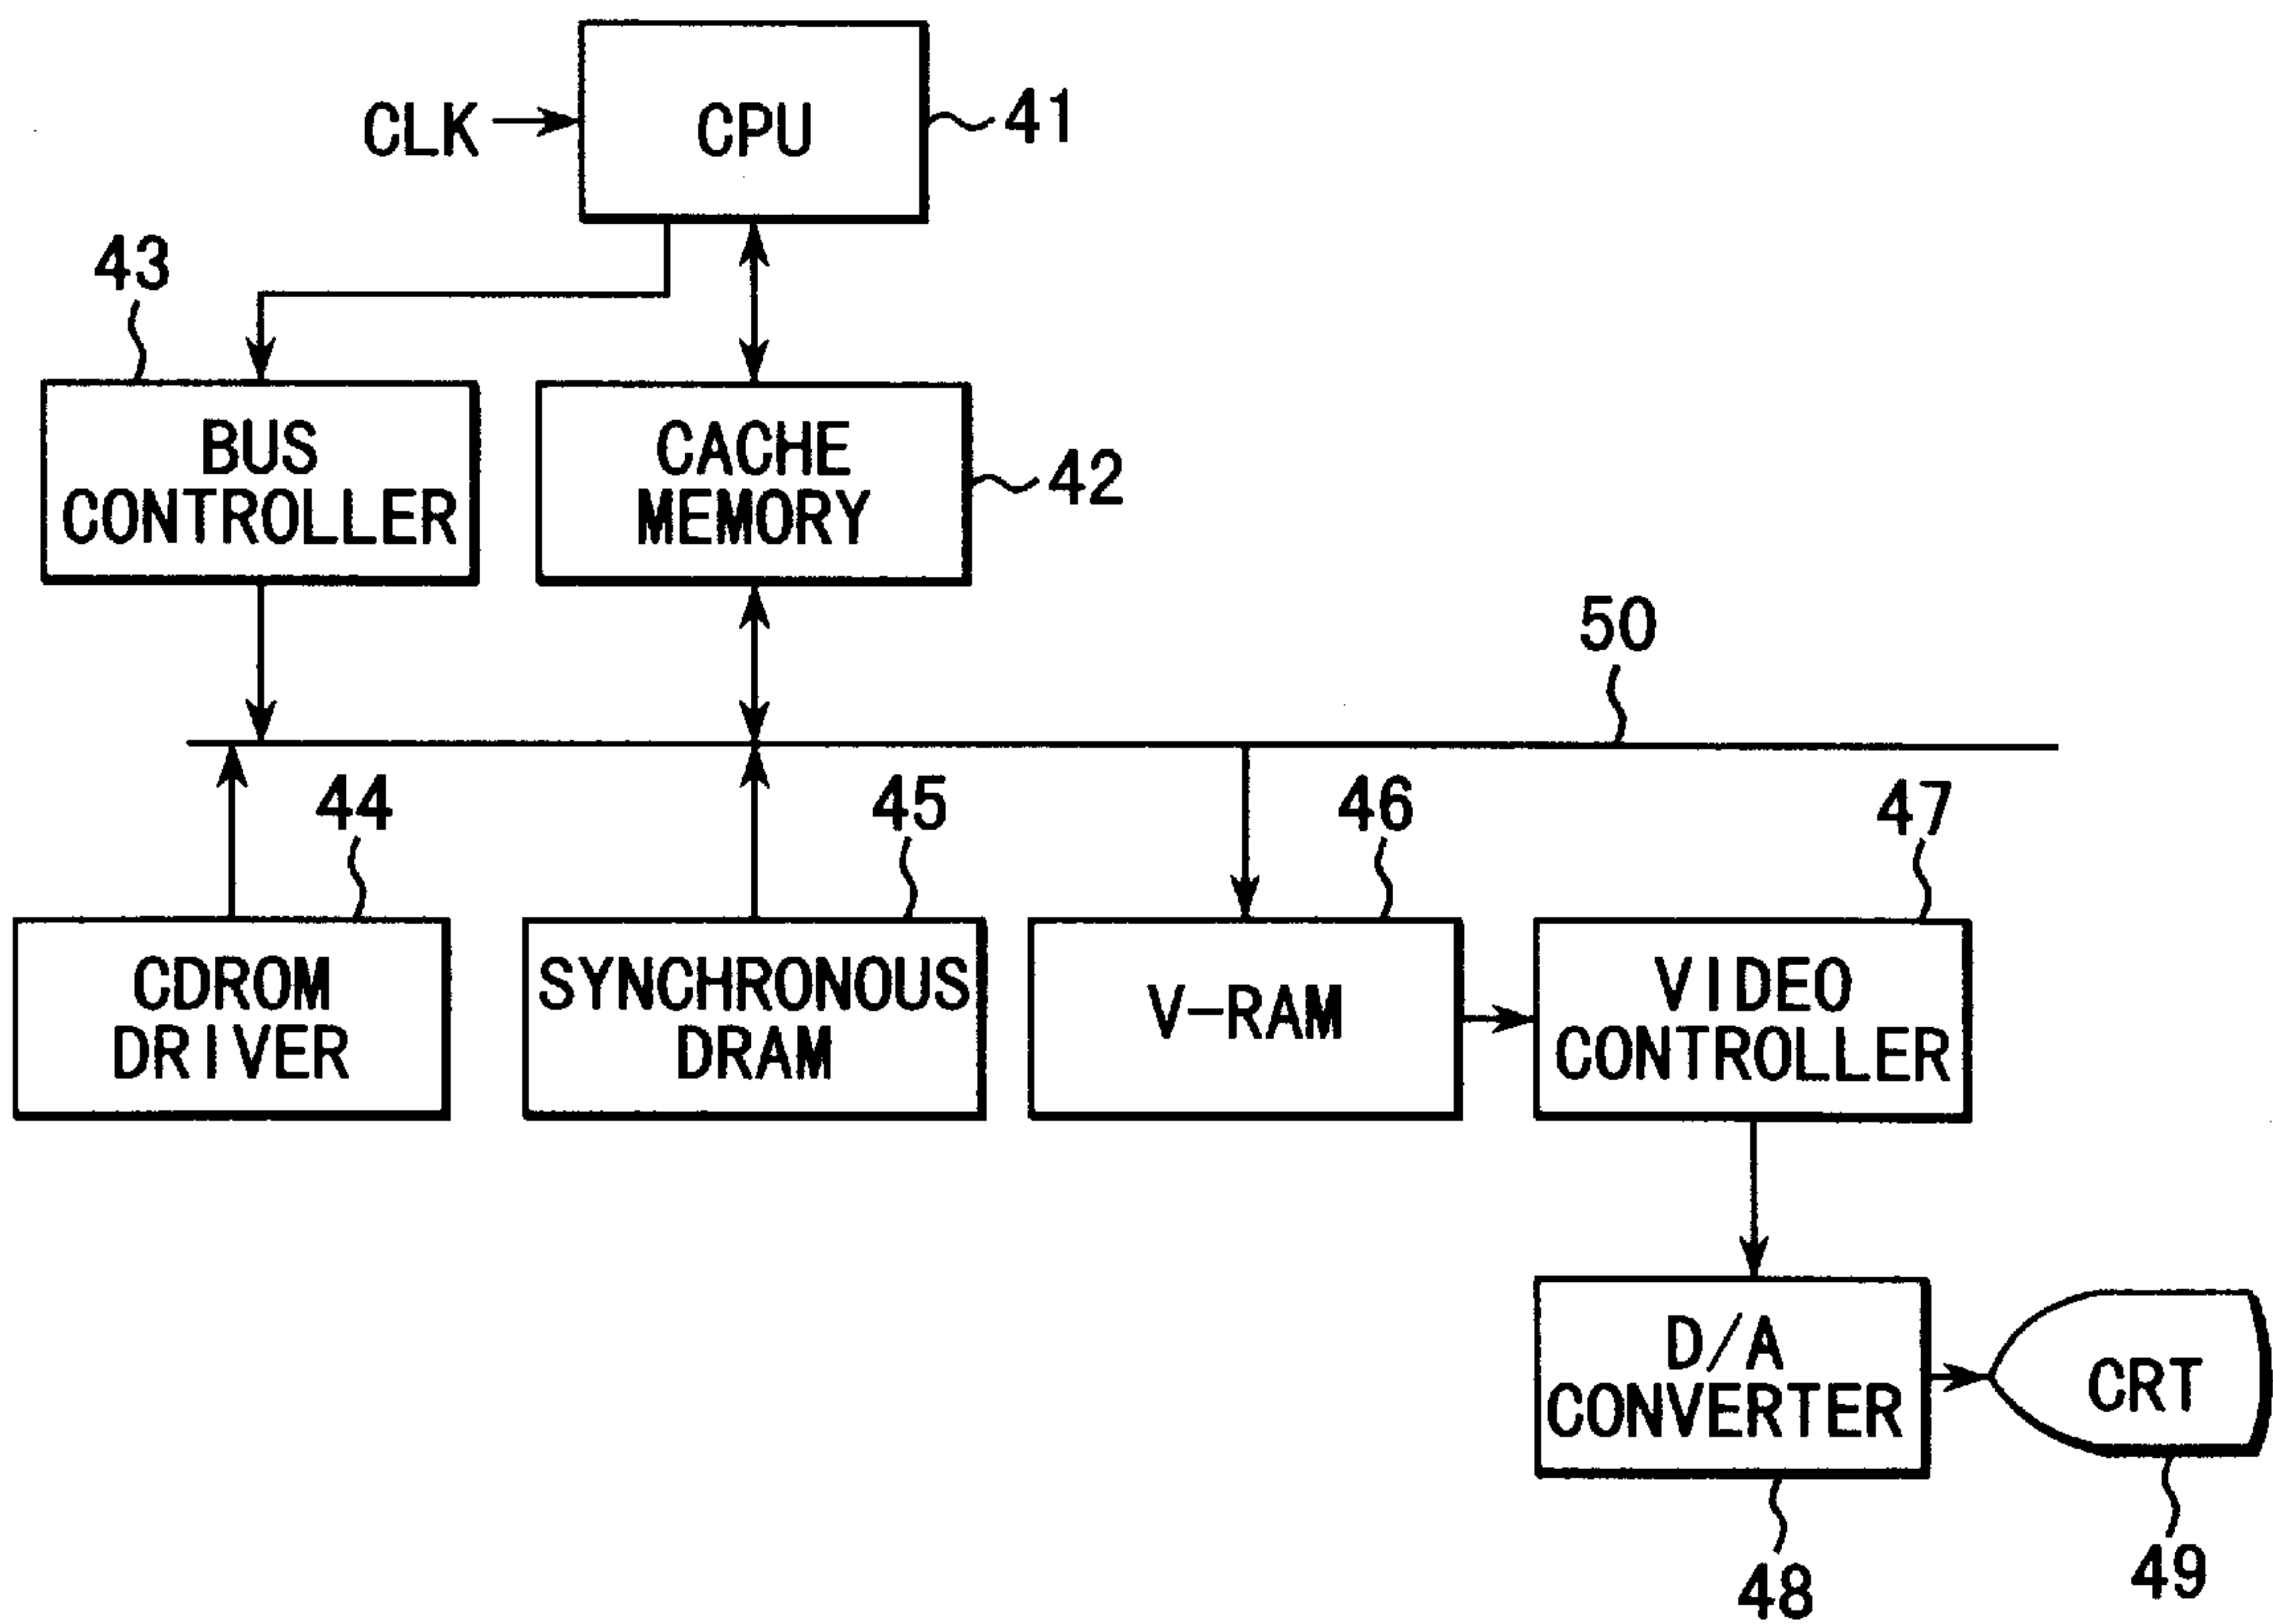 CLK
CPU
41
43
BUS
CONTROLLER
CACHE
MEMORY
42
50
44
45
46
47
CDROM
DRIVER
SYNCHRONOUS
DRAM
V-RAM
VIDEO
CONTROLLER
D/A
CONVERTER
CRT
48
49